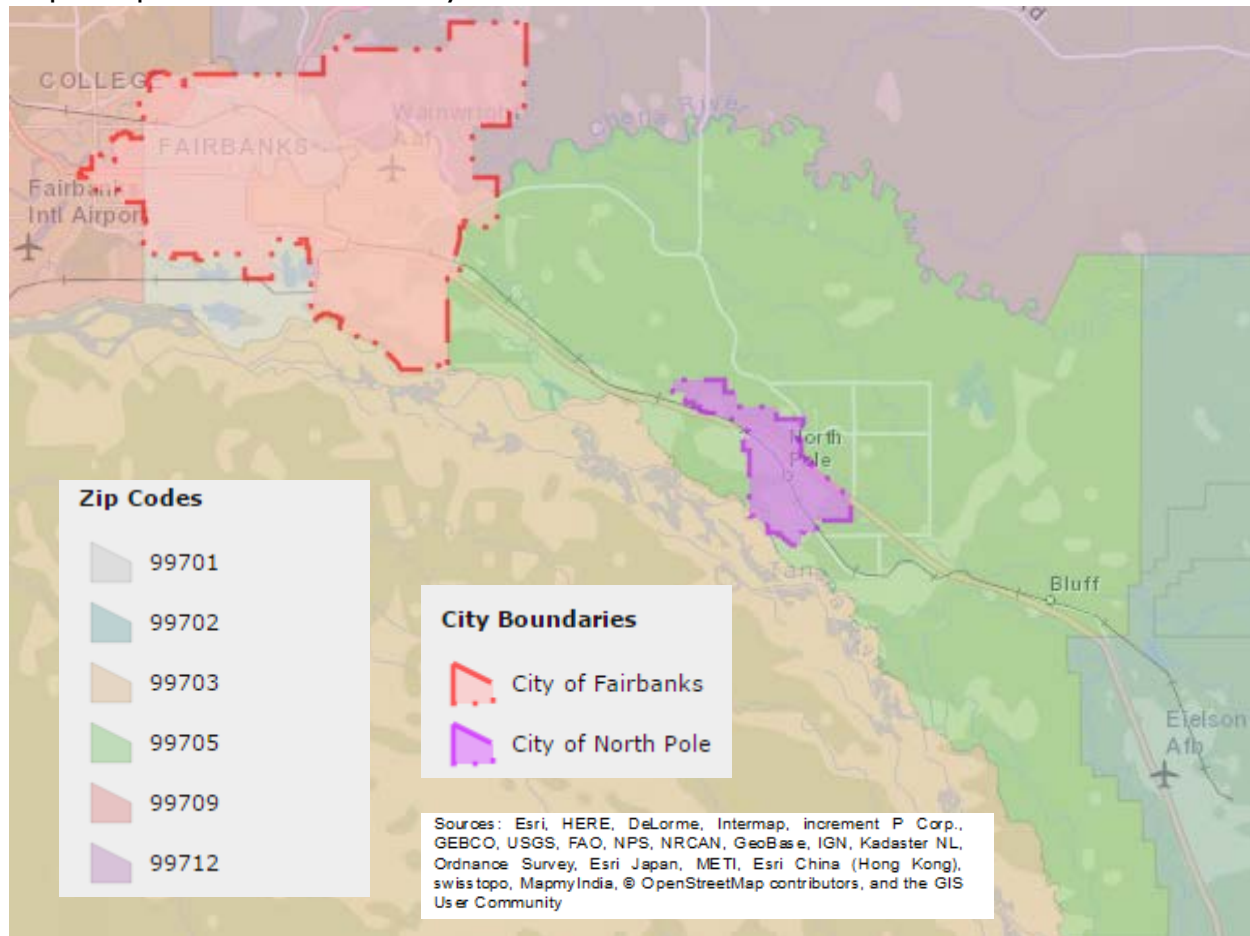 COLLEGE
Wainwright
Aaf
Chena River
rd
FAIRBANKS
Fairbanks
Intl Airport
North
Pole
Bluff
Eielson
Afb
Zip Codes
99701
99702
99703
99705
99709
99712
City Boundaries
City of Fairbanks
City of North Pole
Sources: Esri, HERE, DeLorme, Intermap, increment P Corp.,
GEBCO, USGS, FAO, NPS, NRCAN, GeoBase, IGN, Kadaster NL,
Ordnance Survey, Esri Japan, METI, Esri China (Hong Kong),
swisstopo, MapmyIndia, © OpenStreetMap contributors, and the GIS
User Community